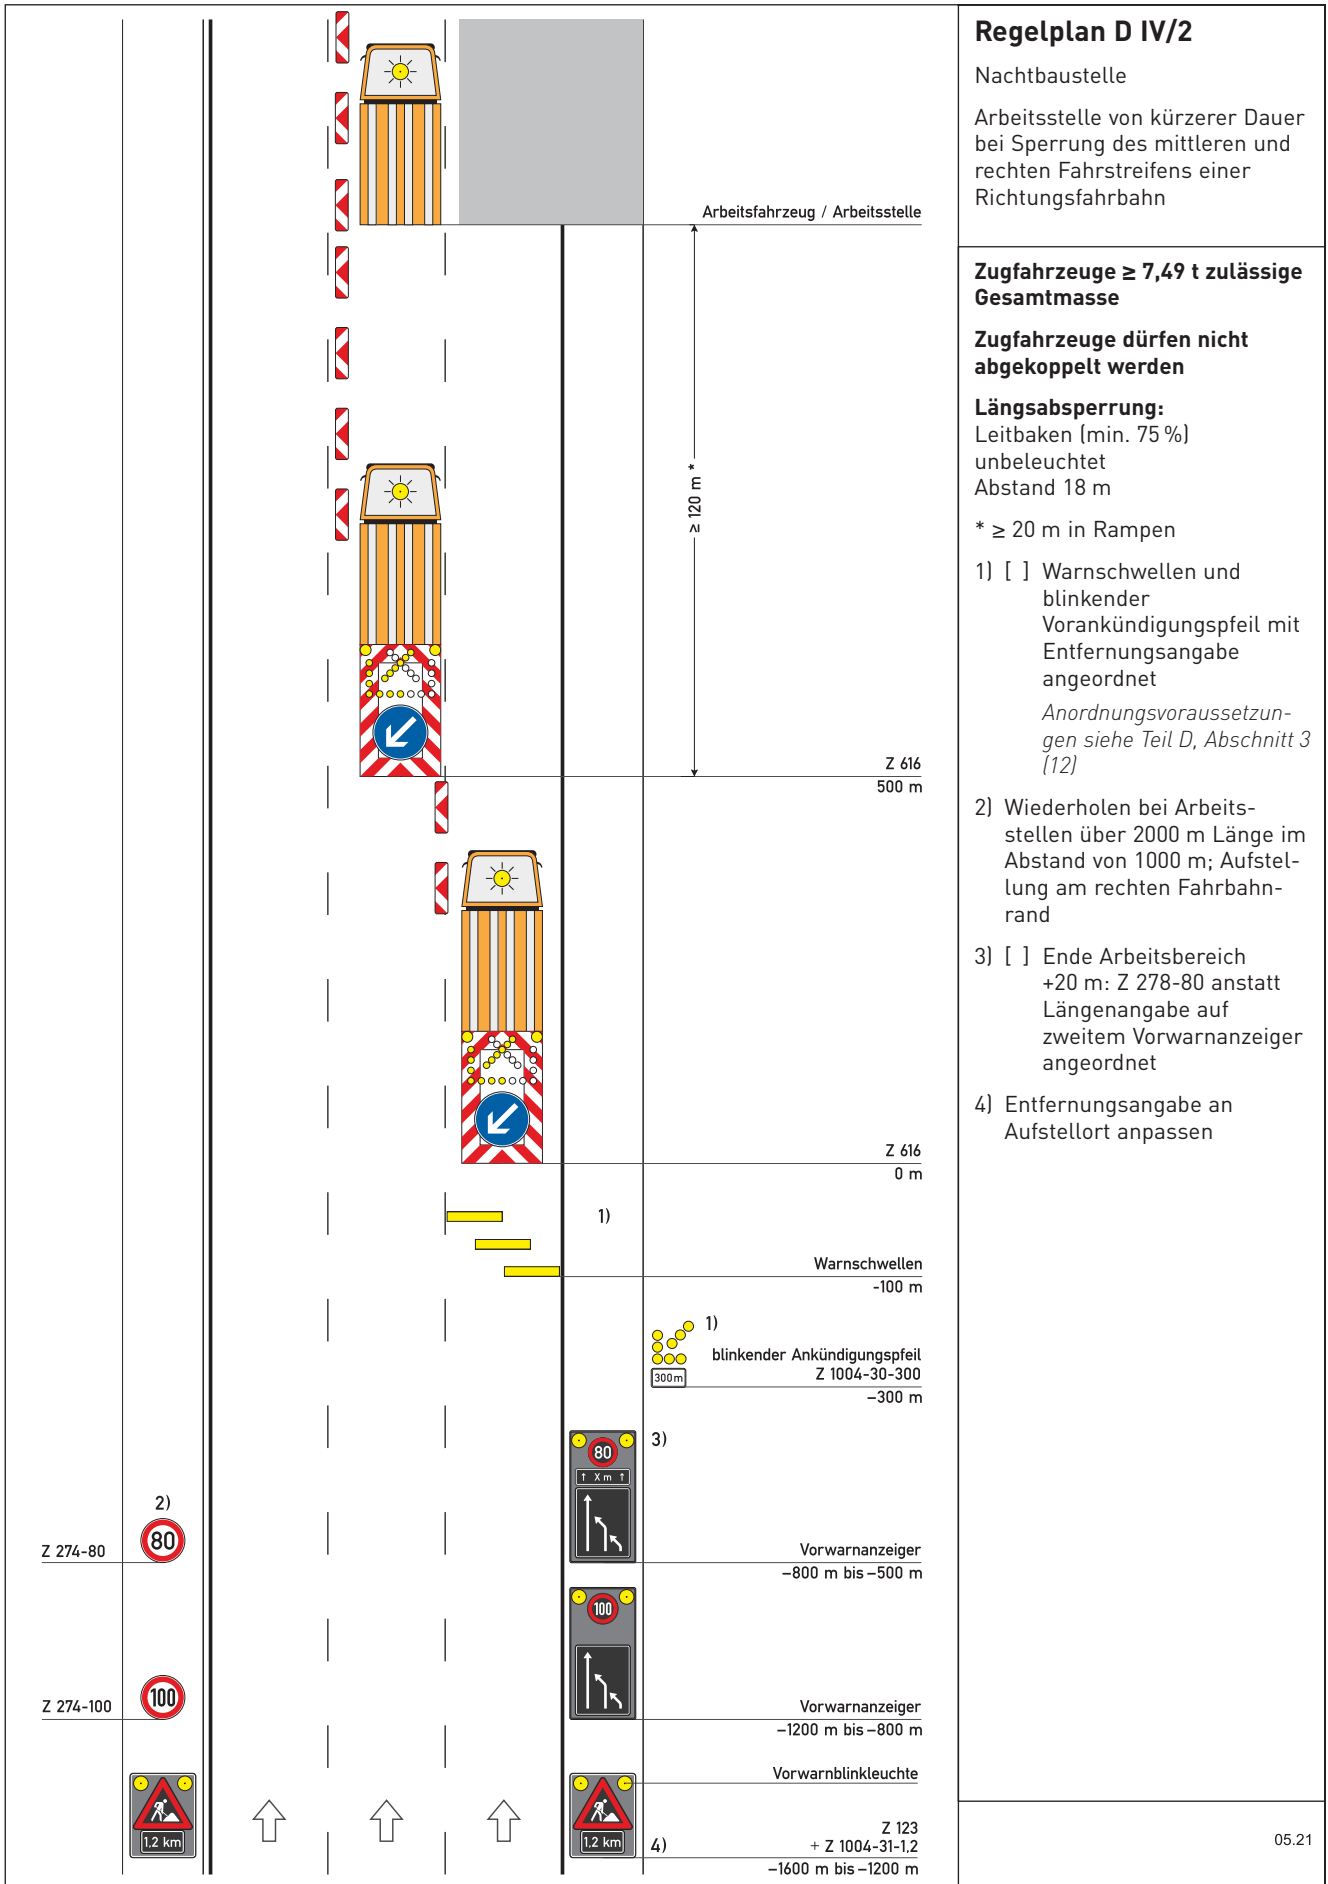 Regelplan D IV/2
Nachtbaustelle
Arbeitsstelle von kürzerer Dauer
bei Sperrung des mittleren und
rechten Fahrstreifens einer
Richtungsfahrbahn
Zugfahrzeuge ≥ 7,49 t zulässige
Gesamtmasse
Zugfahrzeuge dürfen nicht
abgekoppelt werden
Längsabsperrung:
Leitbaken (min. 75 %)
unbeleuchtet
Abstand 18 m
* ≥ 20 m in Rampen
1) [ ] Warnschwellen und
blinkender
Vorankündigungspfeil mit
Entfernungsangabe
angeordnet
Anordnungsvoraussetzun-
gen siehe Teil D, Abschnitt 3
(12)
2) Wiederholen bei Arbeits-
stellen über 2000 m Länge im
Abstand von 1000 m; Aufstel-
lung am rechten Fahrbahn-
rand
3) [ ] Ende Arbeitsbereich
+20 m: Z 278-80 anstatt
Längenangabe auf
zweitem Vorwarnanzeiger
angeordnet
4) Entfernungsangabe an
Aufstellort anpassen
05.21
Arbeitsfahrzeug / Arbeitsstelle
≥ 120 m *
Z 616
500 m
Z 616
0 m
1)
Warnschwellen
-100 m
1)
blinkender Ankündigungspfeil
300 m
Z 1004-30-300
–300 m
80
3)
↑ X m ↑
2)
80
Z 274-80
Vorwarnanzeiger
–800 m bis –500 m
100
100
Z 274-100
Vorwarnanzeiger
–1200 m bis –800 m
Vorwarnblinkleuchte
1,2 km
1,2 km
4)
Z 123
+ Z 1004-31-1,2
–1600 m bis –1200 m